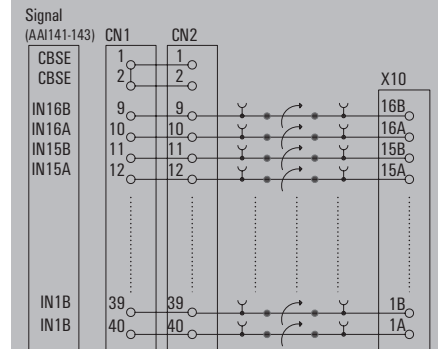 Signal
(AAI141-143) CN1 CN2
CBSE 1 1
CBSE 2 2
X10
IN16B 9 9 16B
IN16A 10 10 16A
IN15B 11 11 15B
IN15A 12 12 15A
IN1B 39 39 1B
IN1B 40 40 1A